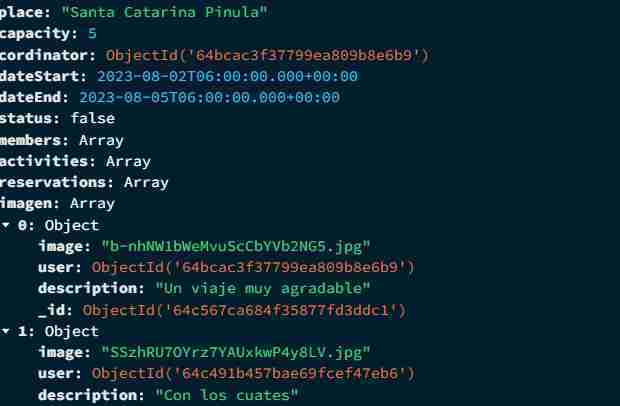 place: "Santa Catarina Pinula"
capacity: 5
coordinator: ObjectId('64bcac3f37799ea809b8e6b9')
dateStart: 2023-08-02T06:00:00.000+00:00
dateEnd: 2023-08-05T06:00:00.000+00:00
status: false
members: Array
activities: Array
reservations: Array
imagen: Array
0: Object
image: "b-nhNW1bWeMvuScCbYVb2NG5.jpg"
user: ObjectId('64bcac3f37799ea809b8e6b9')
description: "Un viaje muy agradable"
_id: ObjectId('64c567ca684f35877fd3ddc1')
1: Object
image: "SSzhRU7OYrz7YAUxkwP4y8LV.jpg"
user: ObjectId('64c491b457bae69fcef47eb6')
description: "Con los cuates"